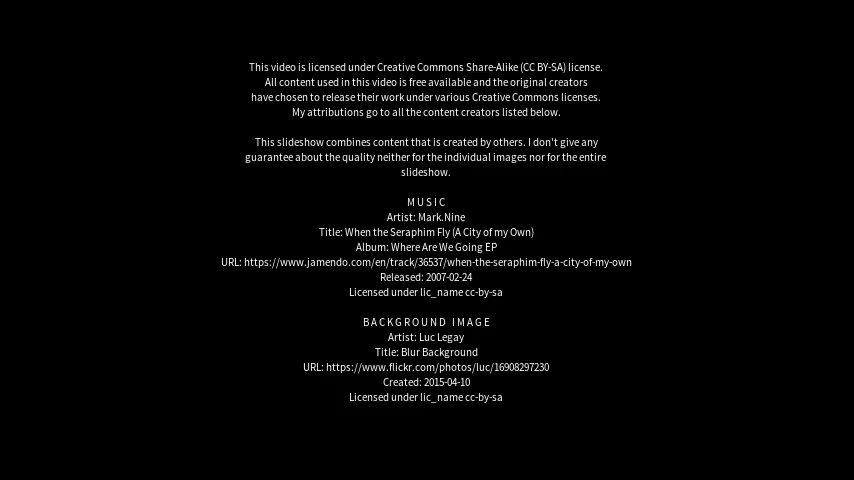 This video is licensed under Creative Commons Share-Alike (CC BY-SA) license.
All content used in this video is free available and the original creators
have chosen to release their work under various Creative Commons licenses.
My attributions go to all the content creators listed below.
This slideshow combines content that is created by others. I don't give any
guarantee about the quality neither for the individual images nor for the entire
slideshow.
MUSIC
Artist: Mark.Nine
Title: When the Seraphim Fly (A City of my Own)
Album: Where Are We Going EP
URL: https://www.jamendo.com/en/track/36537/when-the-seraphim-fly-a-city-of-my-own
Released: 2007-02-24
Licensed under lic_name cc-by-sa
BACKGROUND IMAGE
Artist: Luc Legay
Title: Blur Background
URL: https://www.flickr.com/photos/luc/16908297230
Created: 2015-04-10
Licensed under lic_name cc-by-sa